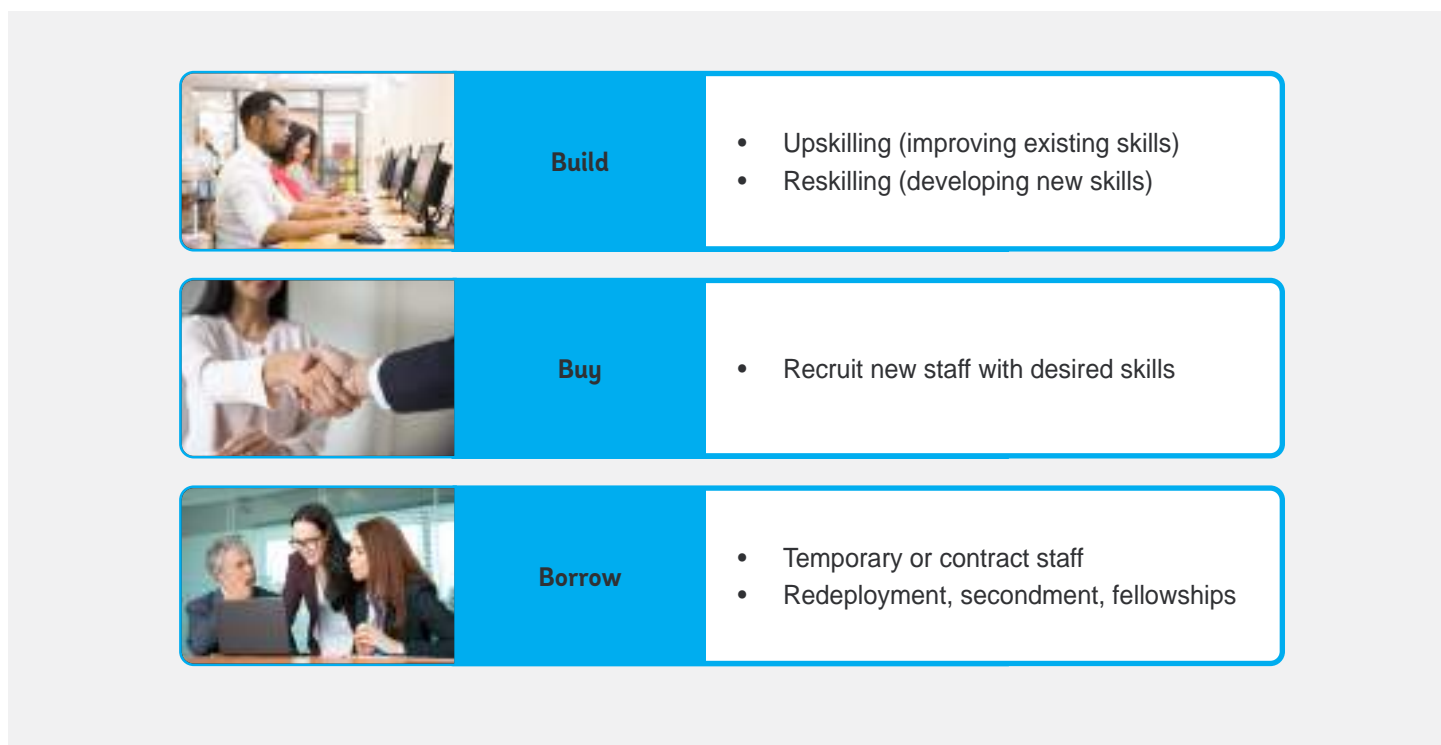 Build
• Upskilling (improving existing skills)
• Reskilling (developing new skills)
Buy
• Recruit new staff with desired skills
Borrow
• Temporary or contract staff
• Redeployment, secondment, fellowships